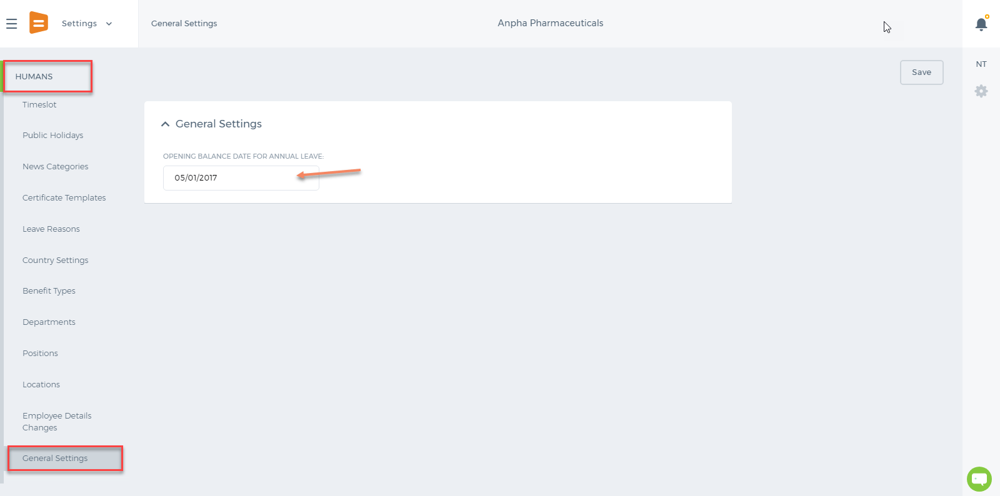 Settings
General Settings
Anpha Pharmaceuticals
HUMANS
Save
NT
Timeslot
Public Holidays
News Categories
Certificate Templates
Leave Reasons
Country Settings
Benefit Types
Departments
Positions
Locations
Employee Details
Changes
General Settings
General Settings
OPENING BALANCE DATE FOR ANNUAL LEAVE:
05/01/2017